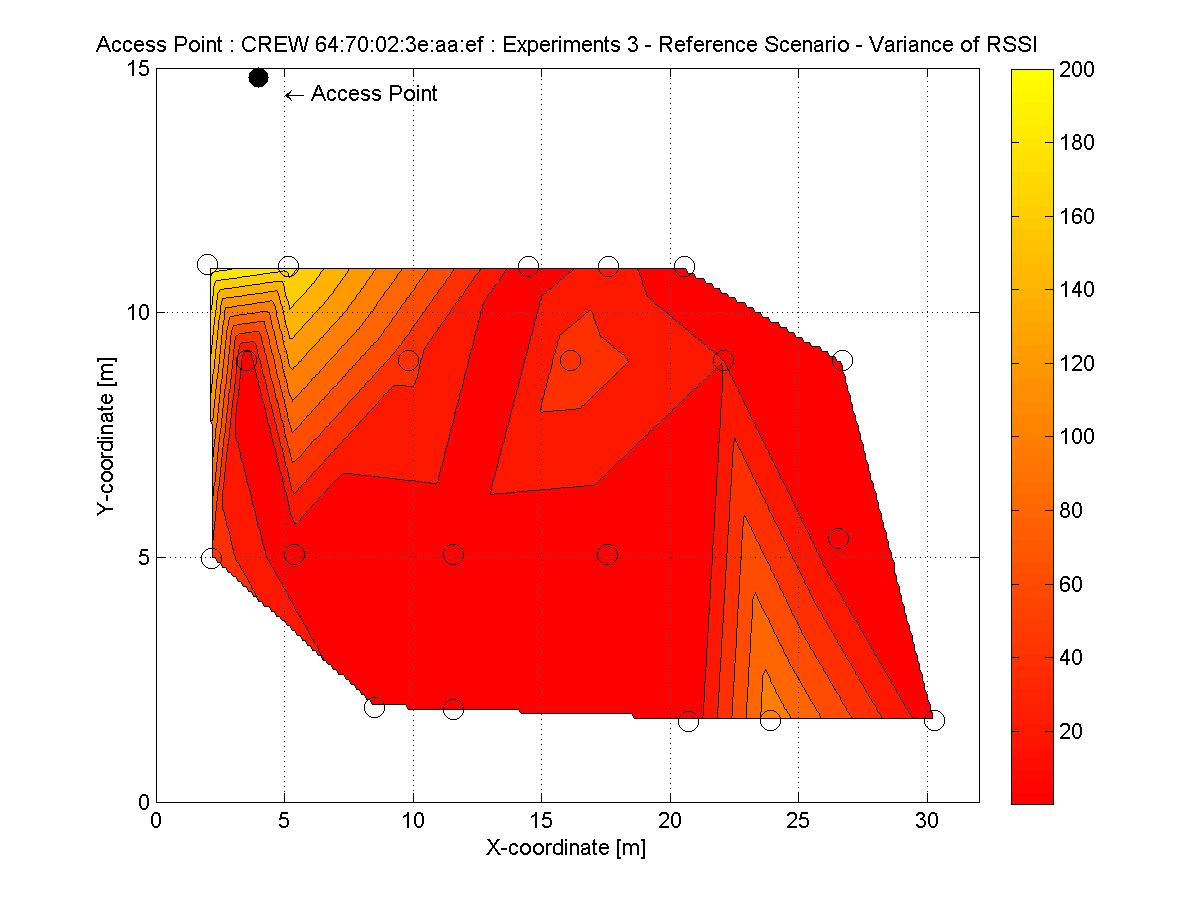 Access Point : CREW 64:70:02:3e:aa:ef : Experiments 3 - Reference Scenario - Variance of RSSI
← Access Point
15
10
5
0
Y-coordinate [m]
0 5 10 15 20 25 30
X-coordinate [m]
200
180
160
140
120
100
80
60
40
20